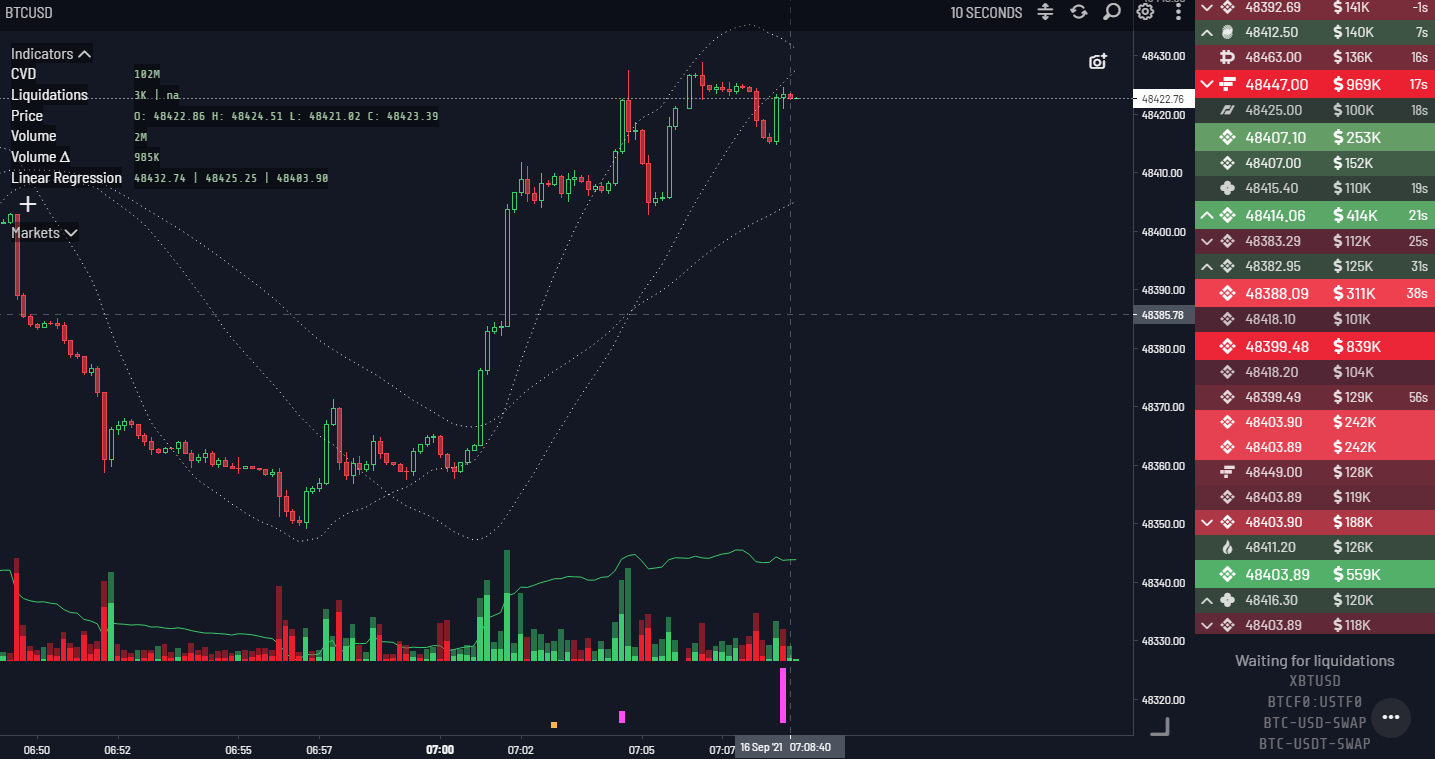 BTCUSD
10 SECONDS
Indicators
CVD 102M
Liquidations 3K | na
Price O: 48422.86 H: 48424.51 L: 48421.02 C: 48423.39
Volume 2M
Volume Δ 985K
Linear Regression 48432.74 | 48425.25 | 48403.90
+
Markets
48430.00
48422.76
48420.00
48410.00
48400.00
48390.00
48385.78
48380.00
48370.00
48360.00
48350.00
48340.00
48330.00
48320.00
06:50 06:52 06:55 06:57 07:00 07:02 07:05 07:07 16 Sep '21 07:08:40
48392.69 $ 141K -1s
48412.50 $ 140K 7s
48463.00 $ 136K 16s
48447.00 $ 969K 17s
48425.00 $ 100K 18s
48407.10 $ 253K
48407.00 $ 152K
48415.40 $ 110K 19s
48414.06 $ 414K 21s
48383.29 $ 112K 25s
48382.95 $ 125K 31s
48388.09 $ 311K 38s
48418.10 $ 101K
48399.48 $ 839K
48418.20 $ 104K
48399.49 $ 129K 56s
48403.90 $ 242K
48403.89 $ 242K
48449.00 $ 128K
48403.89 $ 119K
48403.90 $ 188K
48411.20 $ 126K
48403.89 $ 559K
48416.30 $ 120K
48403.89 $ 118K
Waiting for liquidations
XBTUSD
BTCF0:USTF0
BTC-USD-SWAP
BTC-USDT-SWAP